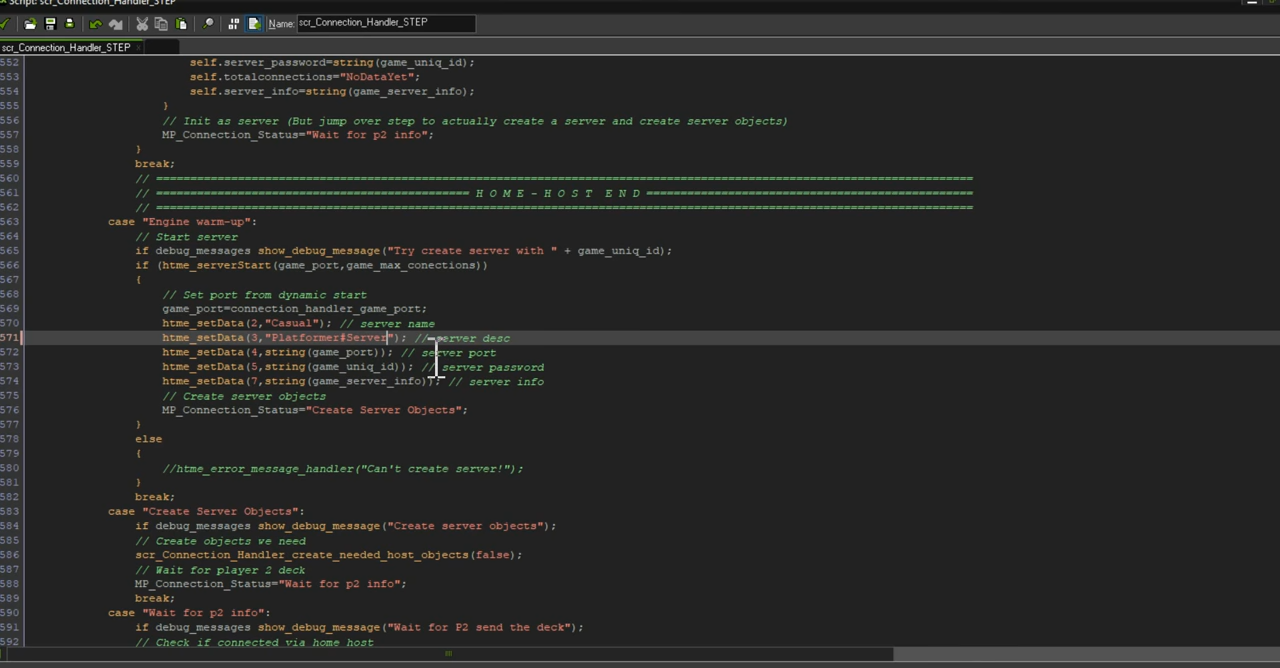 Script: scr_Connection_Handler_STEP
Name: scr_Connection_Handler_STEP
scr_Connection_Handler_STEP
552 self.server_password=string(game_uniq_id);
553 self.totalconnections="NoDataYet";
554 self.server_info=string(game_server_info);
555 }
556 // Init as server (But jump over step to actually create a server and create server objects)
557 MP_Connection_Status="Wait for p2 info";
558 }
559 break;
560 // ================================================================================================================================
561 // ============================================== H O M E - H O S T  E N D ================================================
562 // ================================================================================================================================
563 case "Engine warm-up":
564 // Start server
565 if debug_messages show_debug_message("Try create server with " + game_uniq_id);
566 if (htme_serverStart(game_port,game_max_conections))
567 {
568 // Set port from dynamic start
569 game_port=connection_handler_game_port;
570 htme_setData(2,"Casual"); // server name
571 htme_setData(3,"Platformer#Server"); // server desc
572 htme_setData(4,string(game_port)); // server port
573 htme_setData(5,string(game_uniq_id)); // server password
574 htme_setData(7,string(game_server_info)); // server info
575 // Create server objects
576 MP_Connection_Status="Create Server Objects";
577 }
578 else
579 {
580 //htme_error_message_handler("Can't create server!");
581 }
582 break;
583 case "Create Server Objects":
584 if debug_messages show_debug_message("Create server objects");
585 // Create objects we need
586 scr_Connection_Handler_create_needed_host_objects(false);
587 // Wait for player 2 deck
588 MP_Connection_Status="Wait for p2 info";
589 break;
590 case "Wait for p2 info":
591 if debug_messages show_debug_message("Wait for P2 send the deck");
592 // Check if connected via home host